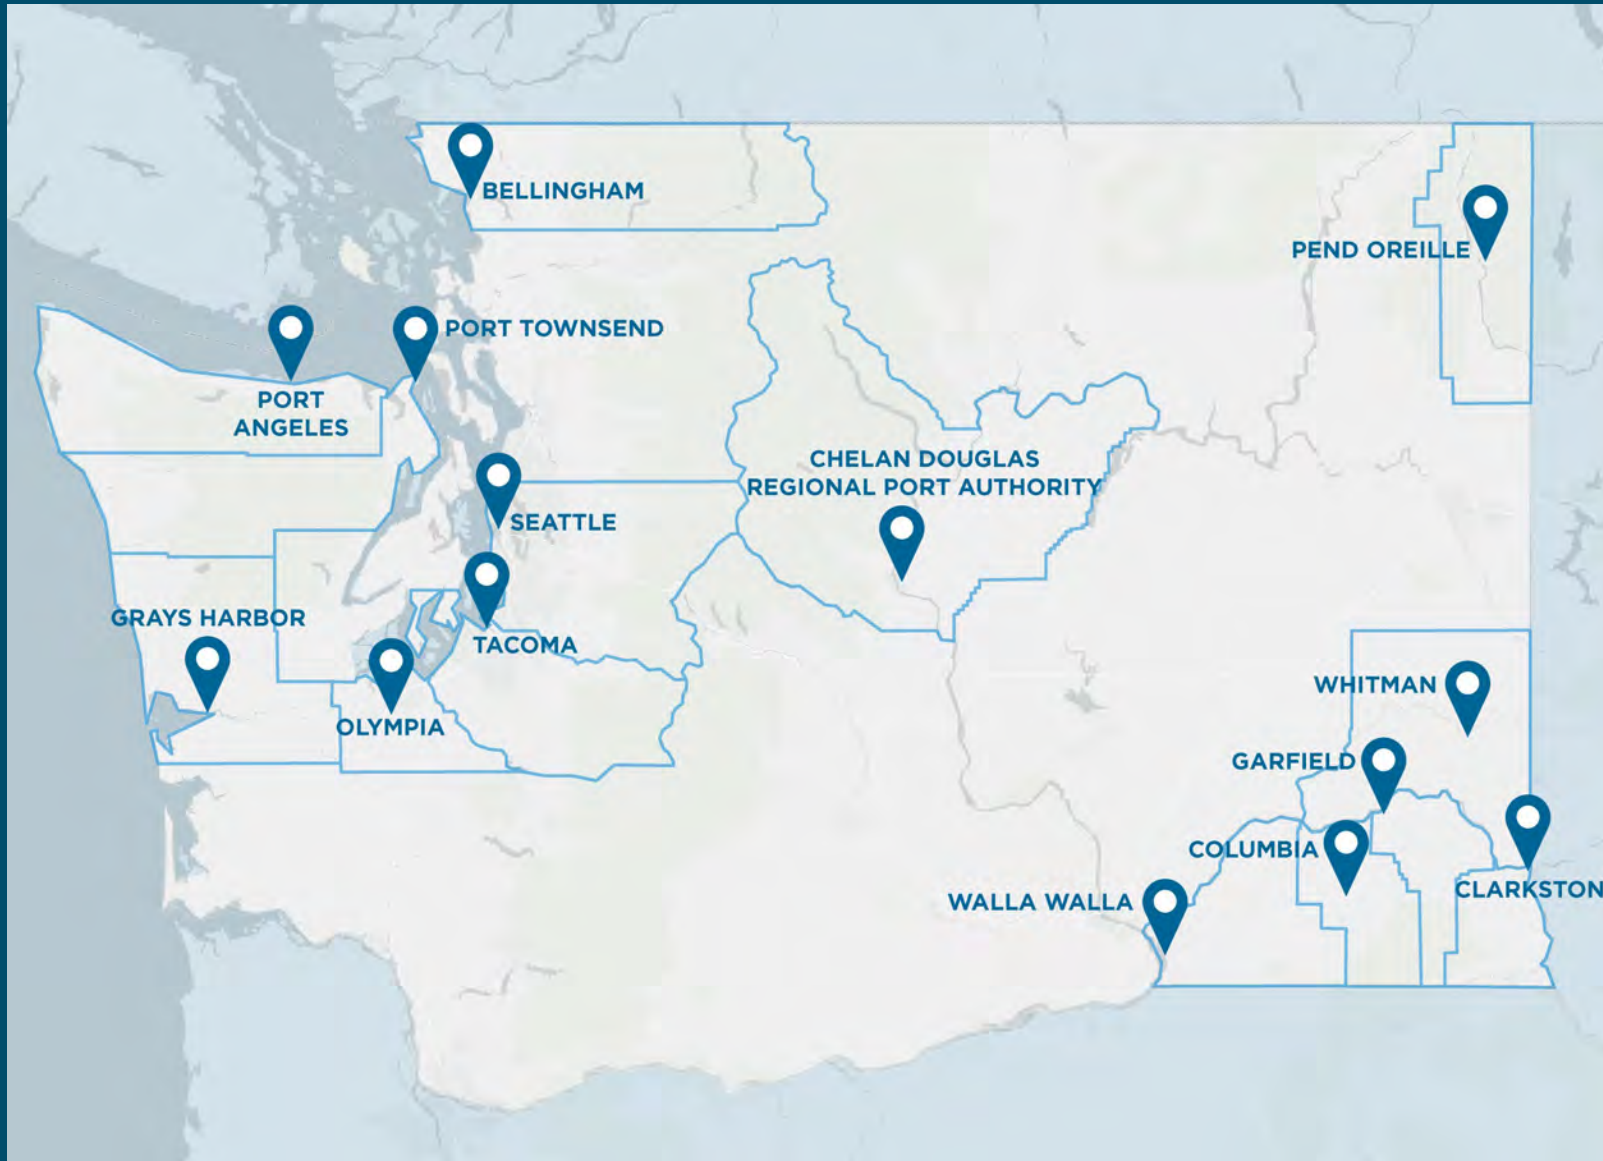 BELLINGHAM
PEND OREILLE
PORT TOWNSEND
PORT
ANGELES
CHELAN DOUGLAS
REGIONAL PORT AUTHORITY
SEATTLE
GRAYS HARBOR
TACOMA
WHITMAN
OLYMPIA
GARFIELD
COLUMBIA
CLARKSTON
WALLA WALLA